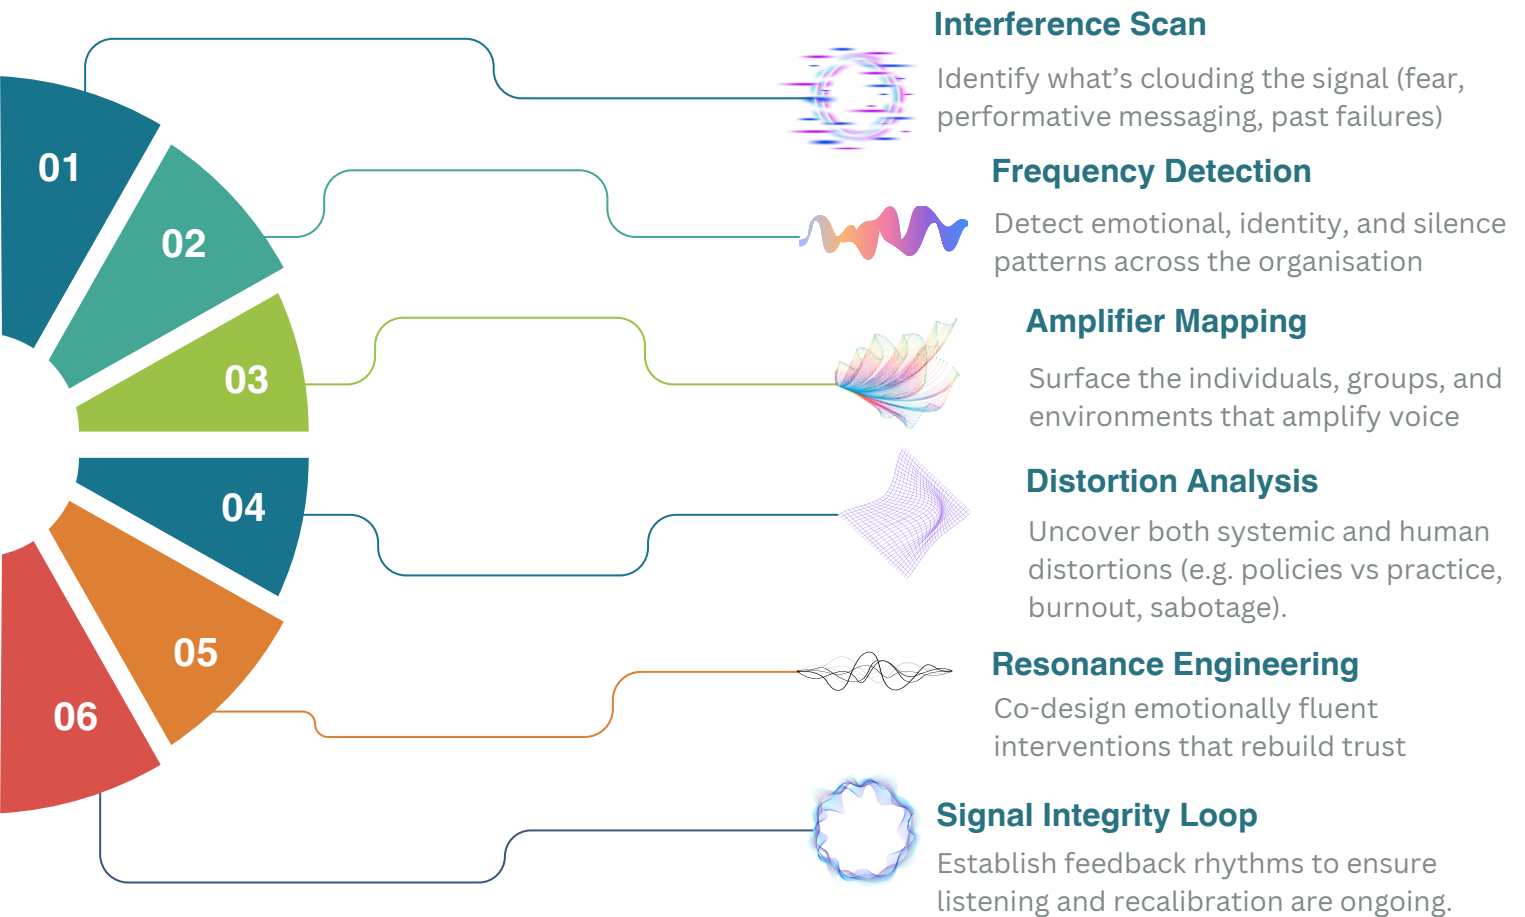 01
Interference Scan
Identify what’s clouding the signal (fear,
performative messaging, past failures)
02
Frequency Detection
Detect emotional, identity, and silence
patterns across the organisation
03
Amplifier Mapping
Surface the individuals, groups, and
environments that amplify voice
04
Distortion Analysis
Uncover both systemic and human
distortions (e.g. policies vs practice,
burnout, sabotage).
05
Resonance Engineering
Co-design emotionally fluent
interventions that rebuild trust
06
Signal Integrity Loop
Establish feedback rhythms to ensure
listening and recalibration are ongoing.